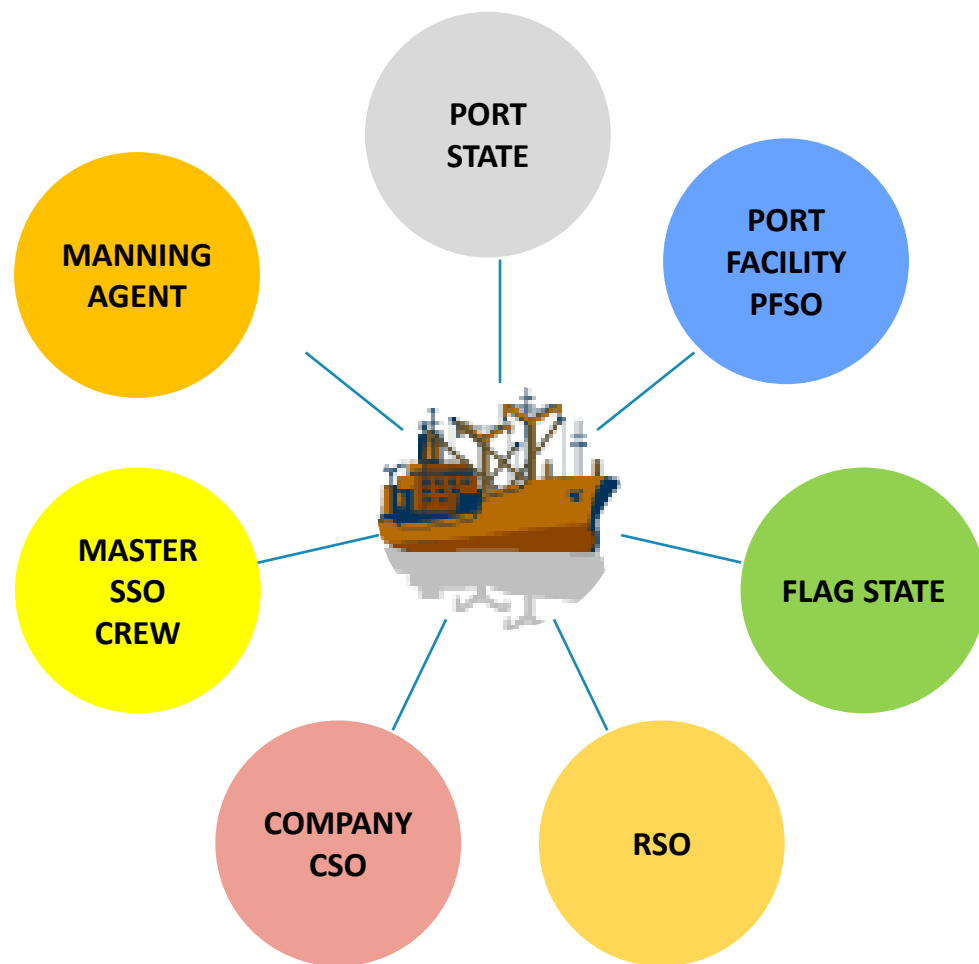 PORT
STATE
PORT
FACILITY
PFSO
MANNING
AGENT
MASTER
SSO
CREW
FLAG STATE
COMPANY
CSO
RSO